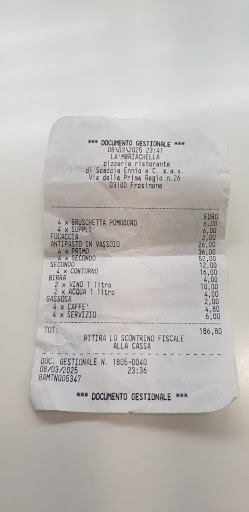 *** DOCUMENTO GESTIONALE ***
08/03/2025 23:41
LA'MBRIACHELLA
pizzeria ristorante
di Scaccia Ennio e C. s.a.s.
Via della Prima Regio n.26
03100 Frosinone
EURO
4 x BRUSCHETTA POMODORO 6,00
4 x SUPPLI' 6,00
FOCACCIA 2,00
ANTIPASTO IN VASSOIO 26,00
4 x PRIMO 36,00
4 x SECONDO 52,00
SECONDO 12,00
4 x CONTORNO 16,00
BIRRA 4,00
2 x VINO 1 litro 10,00
2 x ACQUA 1 litro 4,00
GASSOSA 2,00
4 x CAFFE' 4,80
4 x SERVIZIO 6,00
TOT: 186,80
RITIRA LO SCONTRINO FISCALE
ALLA CASSA
DOC. GESTIONALE N. 1805-0040
08/03/2025 23:36
8AMTN005347
*** DOCUMENTO GESTIONALE ***